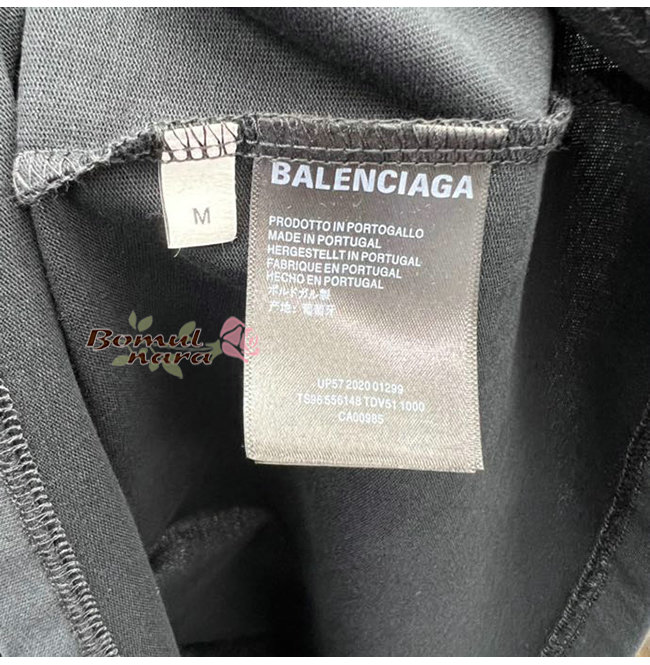 BALENCIAGA
M
PRODOTTO IN PORTOGALLO
MADE IN PORTUGAL
HERGESTELLT IN PORTUGAL
FABRIQUE EN PORTUGAL
HECHO EN PORTUGAL
ポルトガル製
产地: 葡萄牙
Bomul
nara
UP57 2020 01299
TS96 556148 TDV51 1000
CA00985